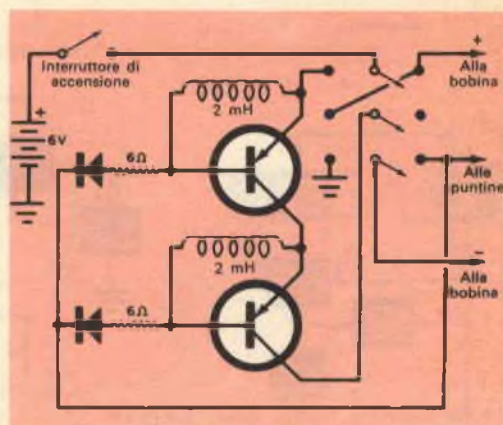 Interruttore di
accensione
+
6V
2 mH
6Ω
2 mH
6Ω
+
Alla
bobina
Alle
puntine
−
Alla
bobina